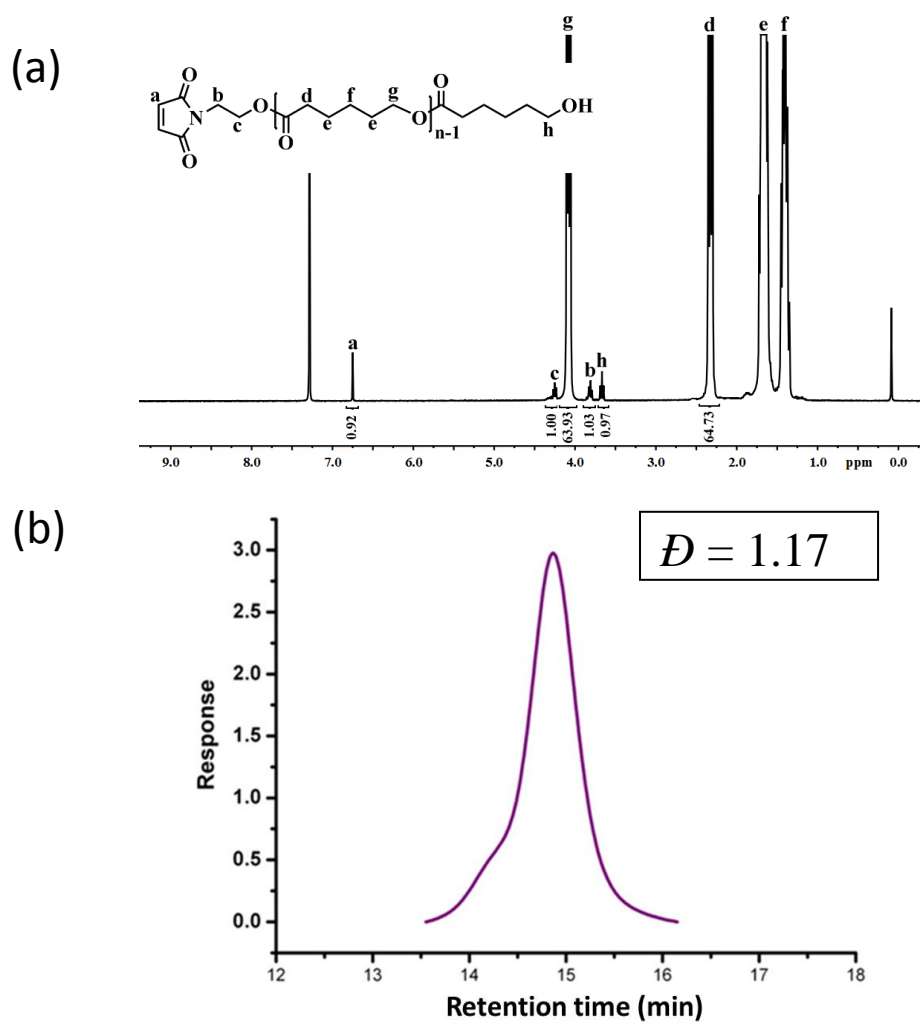 (a)
g d e f
O
a b d f g O
N c O e e O OH
O O n-1 h
a
c b h
0.92 1.00 63.93 1.03 0.97 64.73
9.0 8.0 7.0 6.0 5.0 4.0 3.0 2.0 1.0 ppm 0.0
(b)
Đ = 1.17
Response
3.0
2.5
2.0
1.5
1.0
0.5
0.0
12 13 14 15 16 17 18
Retention time (min)